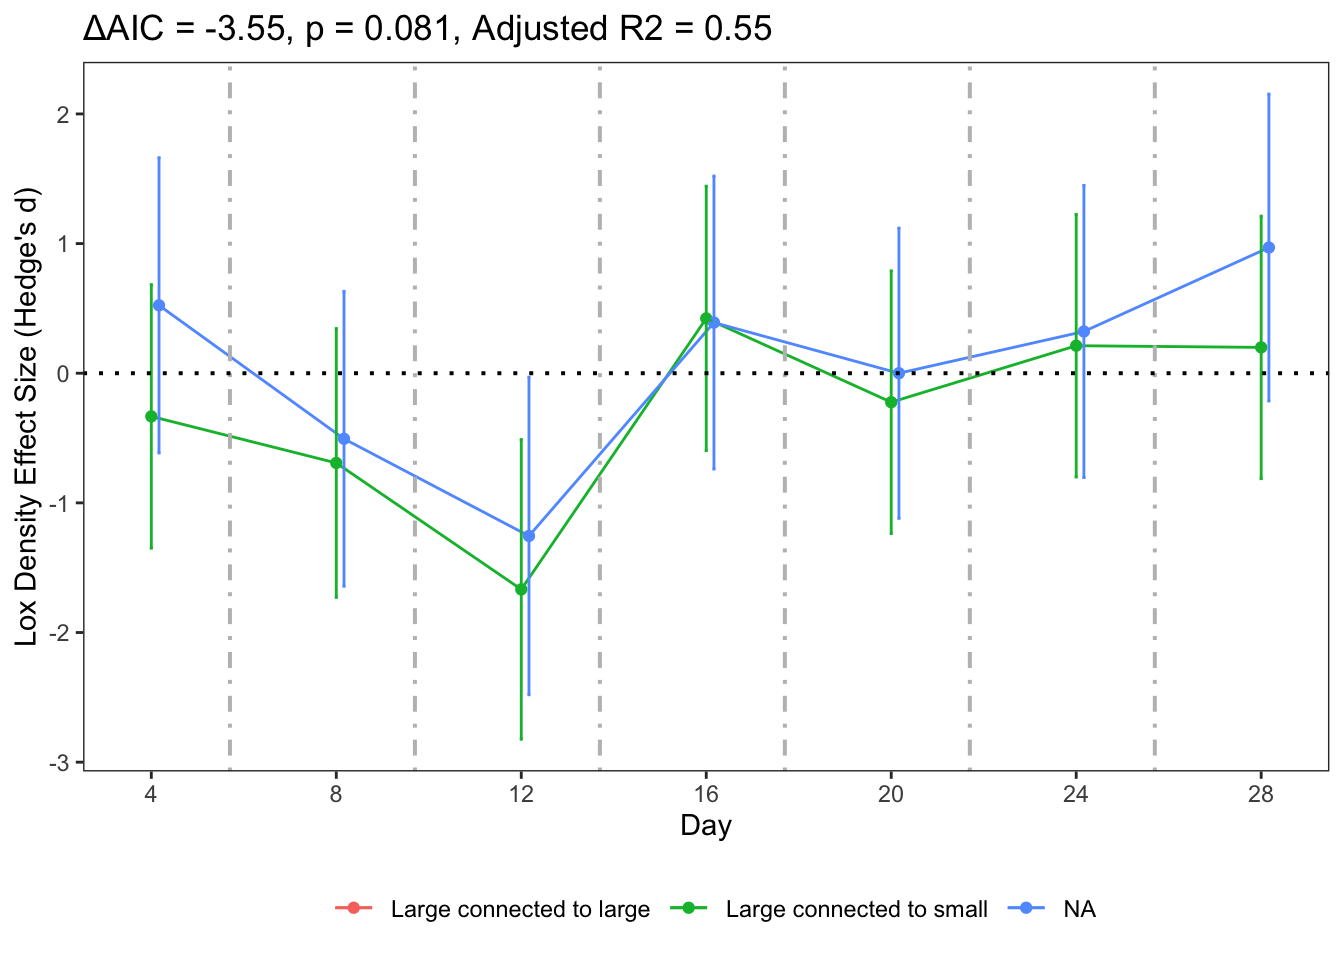 ΔAIC = -3.55, p = 0.081, Adjusted R2 = 0.55
Lox Density Effect Size (Hedge's d)
2
1
0
-1
-2
-3
4 8 12 16 20 24 28
Day
Large connected to large Large connected to small NA